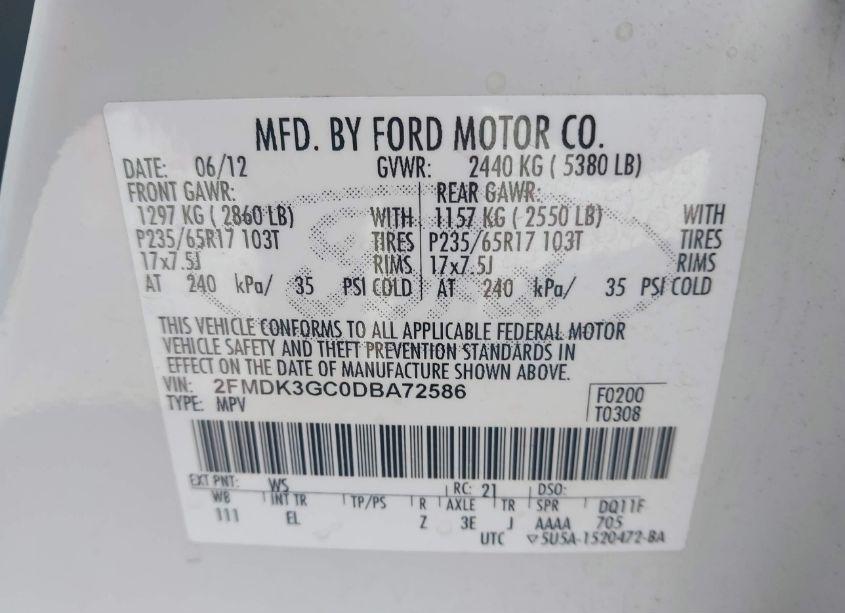 MFD. BY FORD MOTOR CO.
DATE: 06/12 GVWR: 2440 KG ( 5380 LB)
FRONT GAWR: REAR GAWR:
1297 KG ( 2860 LB) WITH 1157 KG ( 2550 LB) WITH
P235/65R17 103T TIRES P235/65R17 103T TIRES
17x7.5J RIMS 17x7.5J RIMS
AT 240 kPa/ 35 PSI COLD AT 240 kPa/ 35 PSI COLD
THIS VEHICLE CONFORMS TO ALL APPLICABLE FEDERAL MOTOR
VEHICLE SAFETY AND THEFT PREVENTION STANDARDS IN
EFFECT ON THE DATE OF MANUFACTURE SHOWN ABOVE.
VIN: 2FMDK3GC0DBA72586
TYPE: MPV
F0200
T0308
EXT PNT: WS RC: 21 DSO:
WB INT TR TP/PS R AXLE TR SPR DQ11F
111 EL Z 3E J AAAA 705
UTC ▽5U5A-1520472-BA